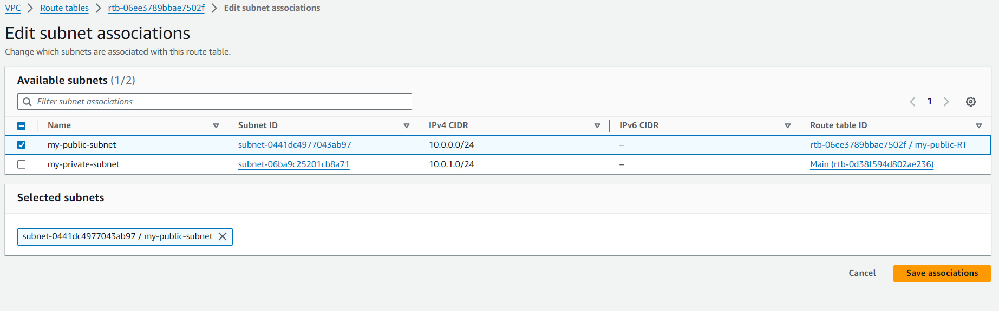 VPC Route tables rtb-06ee3789bbae7502f Edit subnet associations
Edit subnet associations
Change which subnets are associated with this route table.
Available subnets (1/2)
Filter subnet associations 1
Name Subnet ID IPv4 CIDR IPv6 CIDR Route table ID
my-public-subnet subnet-0441dc4977043ab97 10.0.0.0/24 – rtb-06ee3789bbae7502f / my-public-RT
my-private-subnet subnet-06ba9c25201cb8a71 10.0.1.0/24 – Main (rtb-0d38f594d802ae236)
Selected subnets
subnet-0441dc4977043ab97 / my-public-subnet
Cancel Save associations